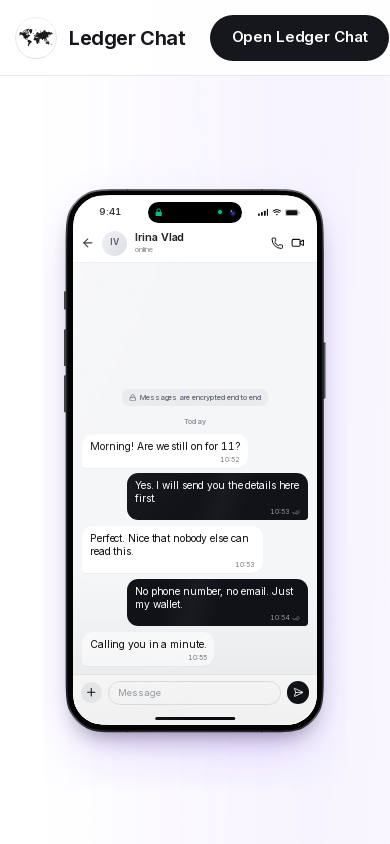 Ledger Chat
Open Ledger Chat
9:41
IV
Irina Vlad
online
Messages are encrypted end to end
Today
Morning! Are we still on for 11?
10:52
Yes. I will send you the details here
first.
10:53
Perfect. Nice that nobody else can
read this.
10:53
No phone number, no email. Just
my wallet.
10:54
Calling you in a minute.
10:55
Message